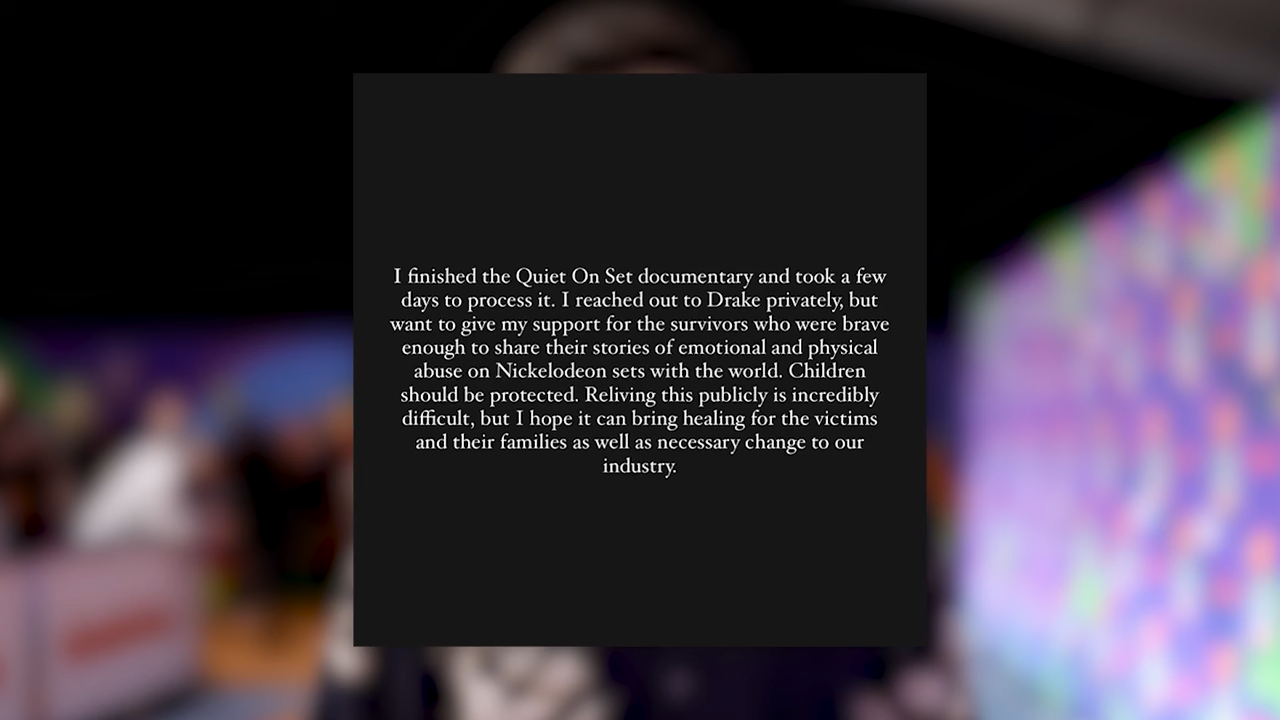 I finished the Quiet On Set documentary and took a few
days to process it. I reached out to Drake privately, but
want to give my support for the survivors who were brave
enough to share their stories of emotional and physical
abuse on Nickelodeon sets with the world. Children
should be protected. Reliving this publicly is incredibly
difficult, but I hope it can bring healing for the victims
and their families as well as necessary change to our
industry.